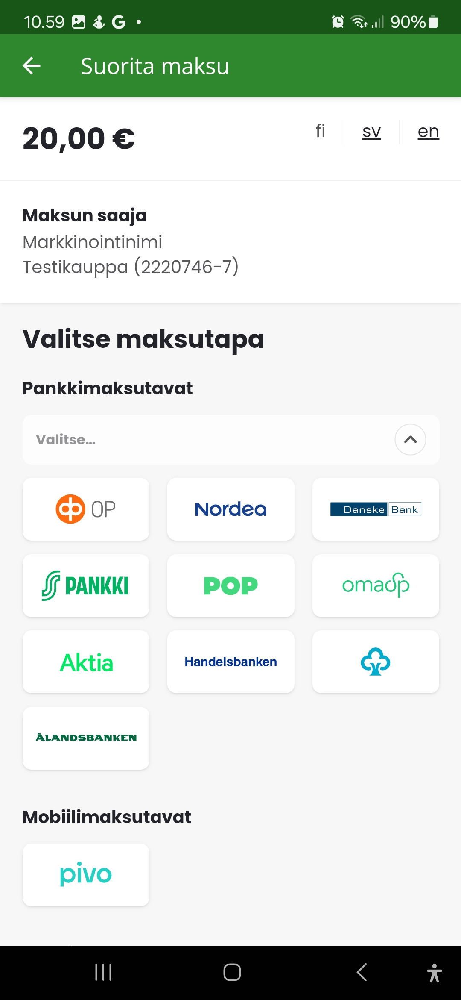 10.59
90%
Suorita maksu
20,00 €
fi
sv
en
Maksun saaja
Markkinointinimi
Testikauppa (2220746-7)
Valitse maksutapa
Pankkimaksutavat
Valitse...
OP
Nordea
Danske Bank
PANKKI
POP
omasp
Aktia
Handelsbanken
ÅLANDSBANKEN
Mobiilimaksutavat
pivo